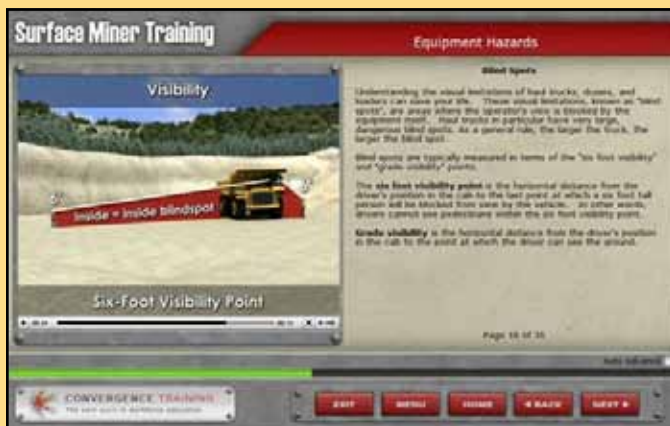 Surface Miner Training
Equipment Hazards
Visibility
6'
Inside = inside blindspot
Six-Foot Visibility Point
Blind Spots
Understanding the visual limitations of haul trucks, dozers, and
loaders can save your life. These visual limitations, known as "blind
spots", are areas where the operator's view is blocked by the
equipment itself. Haul trucks in particular have very large,
dangerous blind spots. As a general rule, the larger the truck, the
larger the blind spot.
Blind spots are typically measured in terms of the "six foot visibility"
and "grade visibility" points.
The six foot visibility point is the horizontal distance from the
driver's position in the cab to the last point at which a six foot tall
person will be blocked from view by the vehicle. In other words,
drivers cannot see pedestrians within the six foot visibility point.
Grade visibility is the horizontal distance from the driver's position
in the cab to the point at which the driver can see the ground.
Page of
Auto Advance
CONVERGENCE TRAINING
EXIT
MENU
HOME
BACK
NEXT